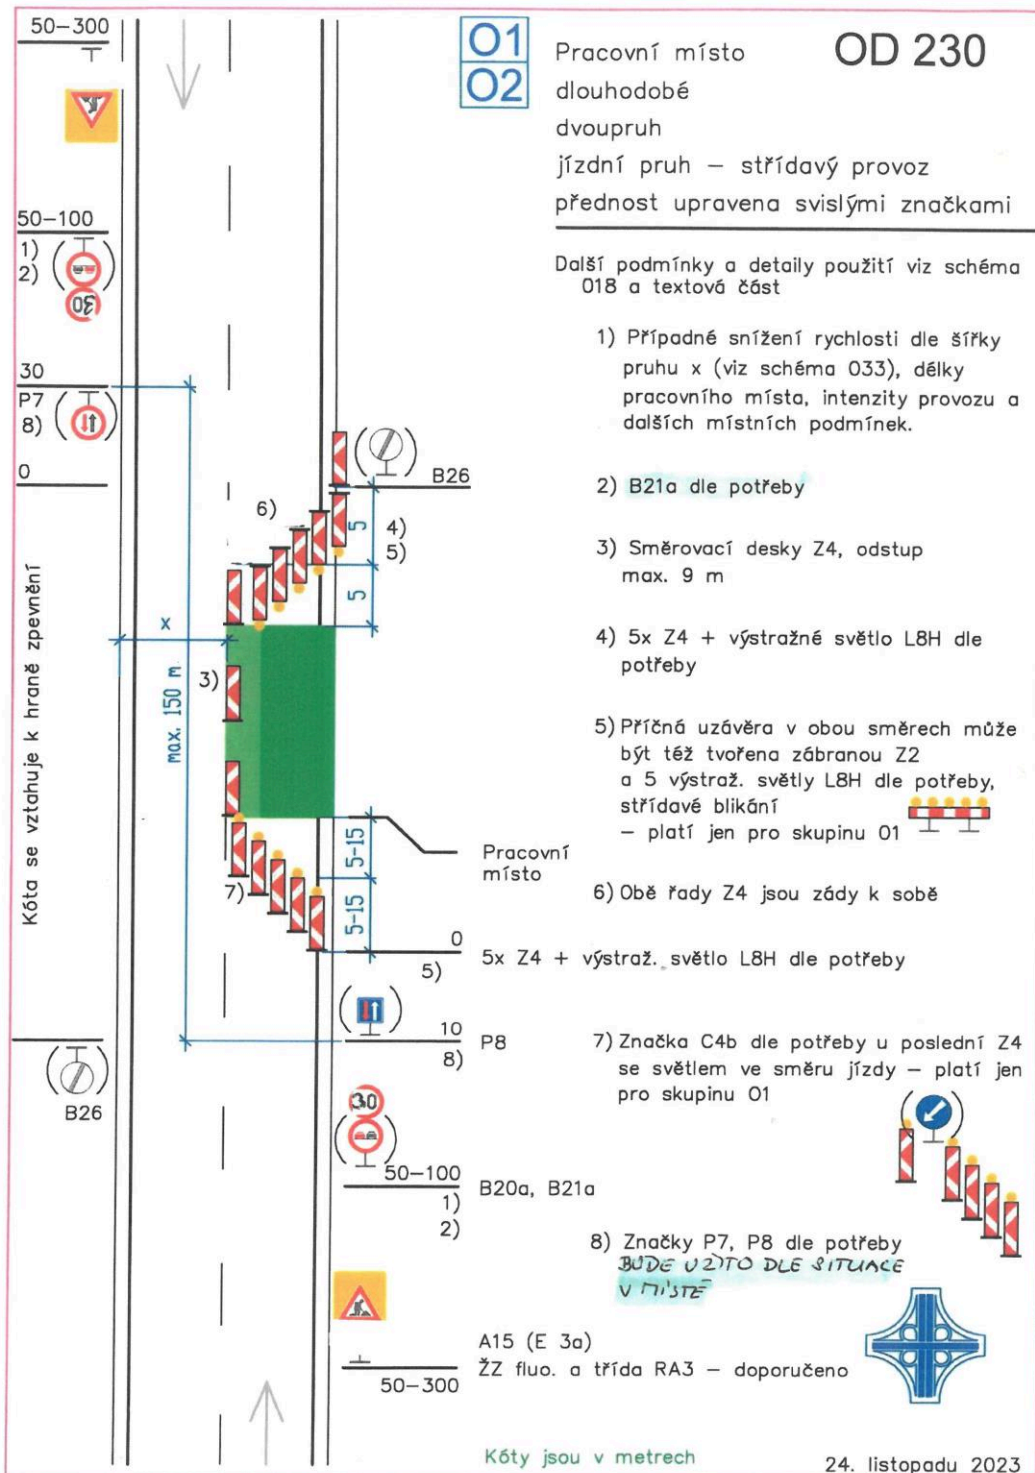 O1
O2
Pracovní místo
OD 230
dlouhodobé
dvoupruh
jízdní pruh – střídavý provoz
přednost upravena svislými značkami
Další podmínky a detaily použití viz schéma
018 a textová část
1) Případné snížení rychlosti dle šířky
pruhu x (viz schéma 033), délky
pracovního místa, intenzity provozu a
dalších místních podmínek.
2) B21a dle potřeby
3) Směrovací desky Z4, odstup
max. 9 m
4) 5x Z4 + výstražné světlo L8H dle
potřeby
5) Příčná uzávěra v obou směrech může
být též tvořena zábranou Z2
a 5 výstraž. světly L8H dle potřeby,
střídavé blikání
– platí jen pro skupinu 01
6) Obě řady Z4 jsou zády k sobě
7) Značka C4b dle potřeby u poslední Z4
se světlem ve směru jízdy – platí jen
pro skupinu 01
8) Značky P7, P8 dle potřeby
BUDE UŽITO DLE SITUACE
V MÍSTĚ
50–300
50–100
1)
2)
30
30
P7
8)
0
Kóta se vztahuje k hraně zpevnění
x
max. 150 m
B26
6)
5
4)
5)
5
3)
7)
5-15
5-15
Pracovní
místo
0
5)
5x Z4 + výstraž. světlo L8H dle potřeby
10
P8
8)
B26
30
50–100
B20a, B21a
1)
2)
A15 (E 3a)
ŽZ fluo. a třída RA3 – doporučeno
50–300
Kóty jsou v metrech
24. listopadu 2023